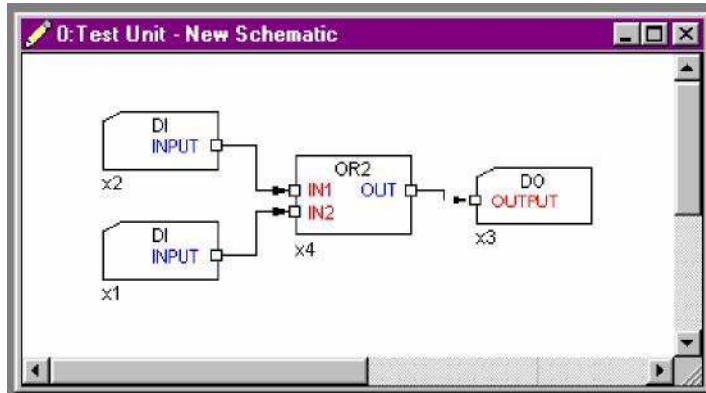 0:Test Unit - New Schematic
DI
INPUT
x2
DI
INPUT
x1
OR2
IN1 OUT
IN2
x4
DO
OUTPUT
x3